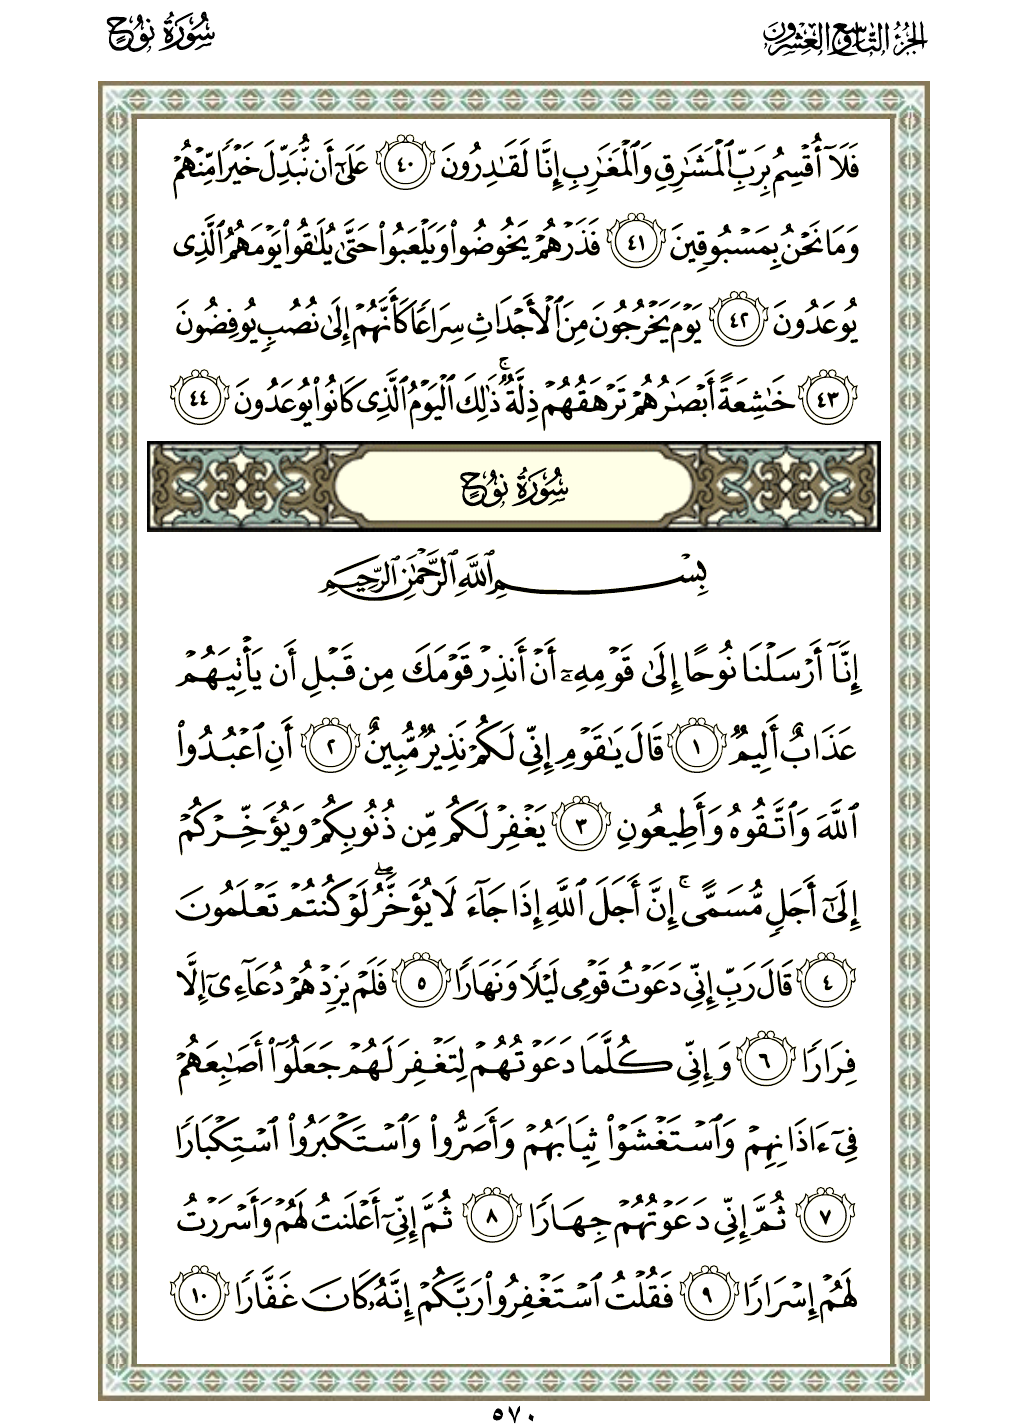 الجزء التاسع والعشرون
سورة نوح
فَلَآ أُقۡسِمُ بِرَبِّ ٱلۡمَشَٰرِقِ وَٱلۡمَغَٰرِبِ إِنَّا لَقَٰدِرُونَ ٤٠ عَلَىٰٓ أَن نُّبَدِّلَ خَيۡرٗا مِّنۡهُمۡ
وَمَا نَحۡنُ بِمَسۡبُوقِينَ ٤١ فَذَرۡهُمۡ يَخُوضُواْ وَيَلۡعَبُواْ حَتَّىٰ يُلَٰقُواْ يَوۡمَهُمُ ٱلَّذِي
يُوعَدُونَ ٤٢ يَوۡمَ يَخۡرُجُونَ مِنَ ٱلۡأَجۡدَاثِ سِرَاعٗا كَأَنَّهُمۡ إِلَىٰ نُصُبٖ يُوفِضُونَ
٤٣ خَٰشِعَةً أَبۡصَٰرُهُمۡ تَرۡهَقُهُمۡ ذِلَّةٞۚ ذَٰلِكَ ٱلۡيَوۡمُ ٱلَّذِي كَانُواْ يُوعَدُونَ ٤٤
سُورَةُ نُوحٍ
بِسۡمِ ٱللَّهِ ٱلرَّحۡمَٰنِ ٱلرَّحِيمِ
إِنَّآ أَرۡسَلۡنَا نُوحًا إِلَىٰ قَوۡمِهِۦٓ أَنۡ أَنذِرۡ قَوۡمَكَ مِن قَبۡلِ أَن يَأۡتِيَهُمۡ
عَذَابٌ أَلِيمٞ ١ قَالَ يَٰقَوۡمِ إِنِّي لَكُمۡ نَذِيرٞ مُّبِينٌ ٢ أَنِ ٱعۡبُدُواْ
ٱللَّهَ وَٱتَّقُوهُ وَأَطِيعُونِ ٣ يَغۡفِرۡ لَكُم مِّن ذُنُوبِكُمۡ وَيُؤَخِّرۡكُمۡ
إِلَىٰٓ أَجَلٖ مُّسَمًّىۚ إِنَّ أَجَلَ ٱللَّهِ إِذَا جَآءَ لَا يُؤَخَّرُۖ لَوۡ كُنتُمۡ تَعۡلَمُونَ
٤ قَالَ رَبِّ إِنِّي دَعَوۡتُ قَوۡمِي لَيۡلٗا وَنَهَارٗا ٥ فَلَمۡ يَزِدۡهُمۡ دُعَآءِيٓ إِلَّا
فِرَارٗا ٦ وَإِنِّي كُلَّمَا دَعَوۡتُهُمۡ لِتَغۡفِرَ لَهُمۡ جَعَلُوٓاْ أَصَٰبِعَهُمۡ
فِيٓ ءَاذَانِهِمۡ وَٱسۡتَغۡشَوۡاْ ثِيَابَهُمۡ وَأَصَرُّواْ وَٱسۡتَكۡبَرُواْ ٱسۡتِكۡبَارٗا
٧ ثُمَّ إِنِّي دَعَوۡتُهُمۡ جِهَارٗا ٨ ثُمَّ إِنِّيٓ أَعۡلَنتُ لَهُمۡ وَأَسۡرَرۡتُ
لَهُمۡ إِسۡرَارٗا ٩ فَقُلۡتُ ٱسۡتَغۡفِرُواْ رَبَّكُمۡ إِنَّهُۥ كَانَ غَفَّارٗا ١٠
٥٧٠